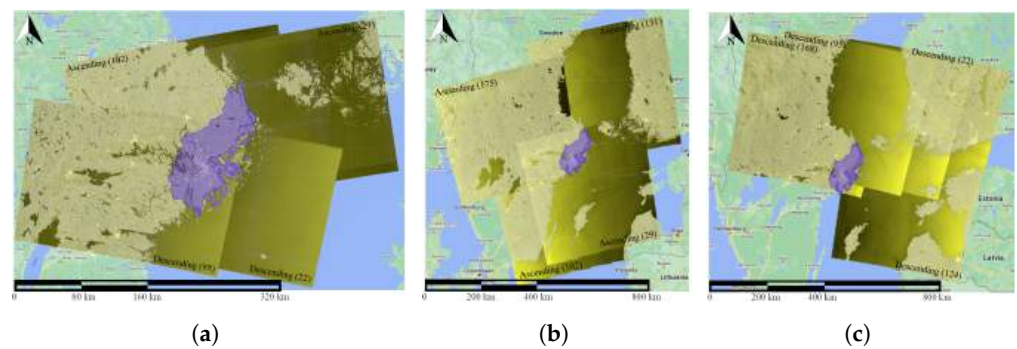 Ascending (102)
Ascending (29)
Descending (95)
Descending (22)
N
0 80 km 160 km 320 km
(a)
Sweden
Ascending (131)
Ascending (175)
Ascending (29)
Ascending (102)
Lithuania
N
0 200 km 400 km 800 km
(b)
Descending (95)
Descending (168)
Descending (22)
Estonia
Latvia
Descending (124)
N
0 200 km 400 km 800 km
(c)